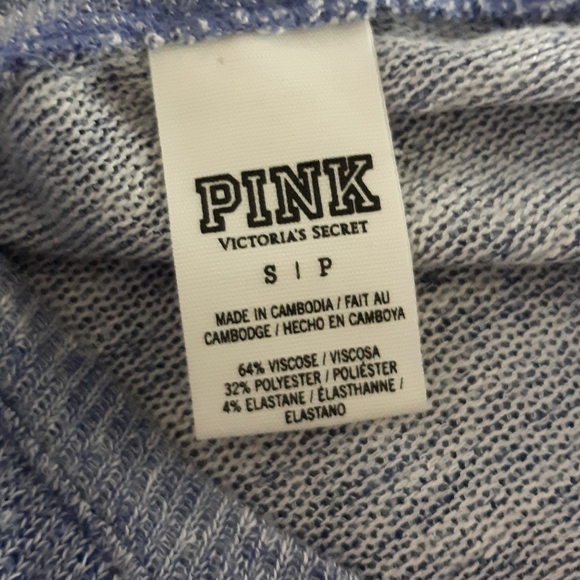 PINK
VICTORIA'S SECRET
S | P
MADE IN CAMBODIA / FAIT AU
CAMBODGE / HECHO EN CAMBOYA
64% VISCOSE / VISCOSA
32% POLYESTER / POLIÉSTER
4% ELASTANE / ÉLASTHANNE /
ELASTANO